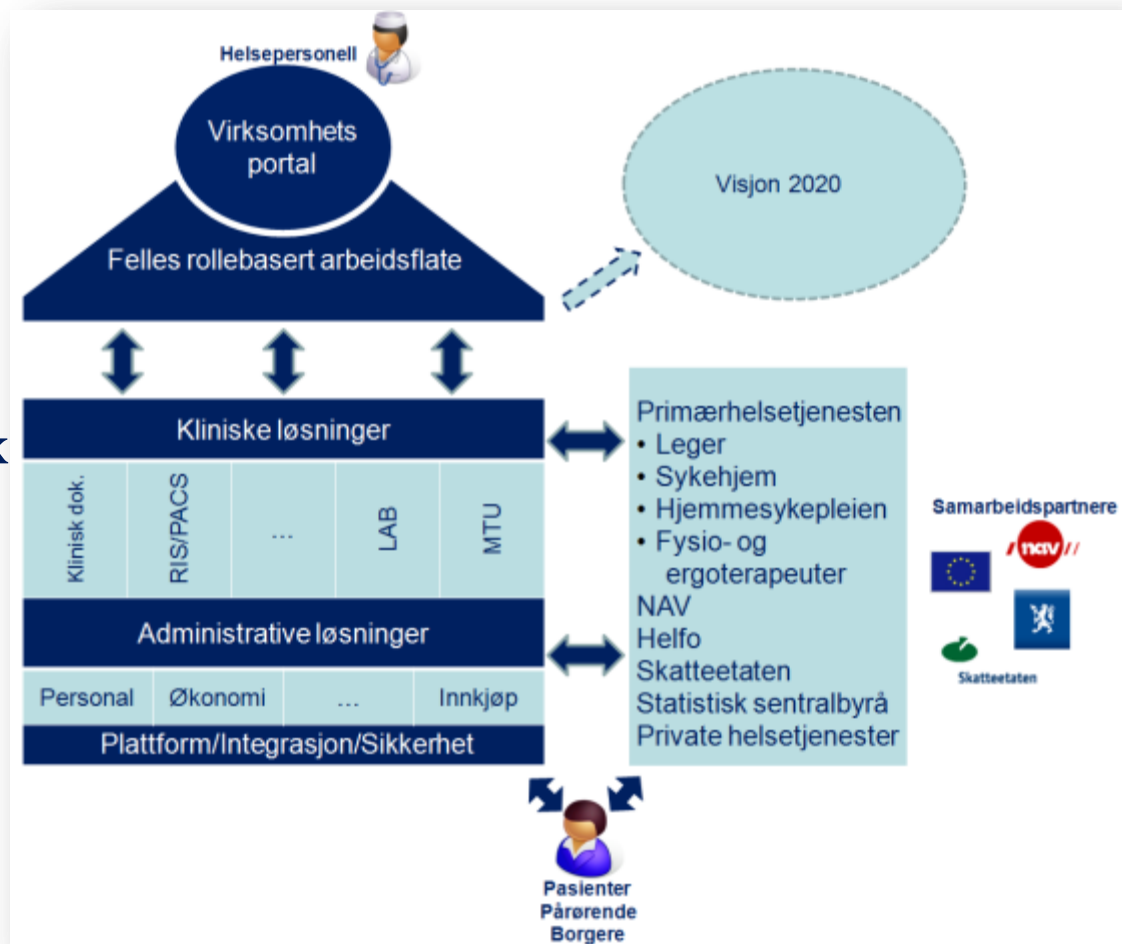 Helsepersonell
Virksomhets
portal
Felles rollebasert arbeidsflate
Visjon 2020
k
Kliniske løsninger
Klinisk dok.
RIS/PACS
...
LAB
MTU
Administrative løsninger
Personal
Økonomi
...
Innkjøp
Plattform/Integrasjon/Sikkerhet
Primærhelsetjenesten
• Leger
• Sykehjem
• Hjemmesykepleien
• Fysio- og
ergoterapeuter
NAV
Helfo
Skatteetaten
Statistisk sentralbyrå
Private helsetjenester
Samarbeidspartnere
nav
Skatteetaten
Pasienter
Pårørende
Borgere